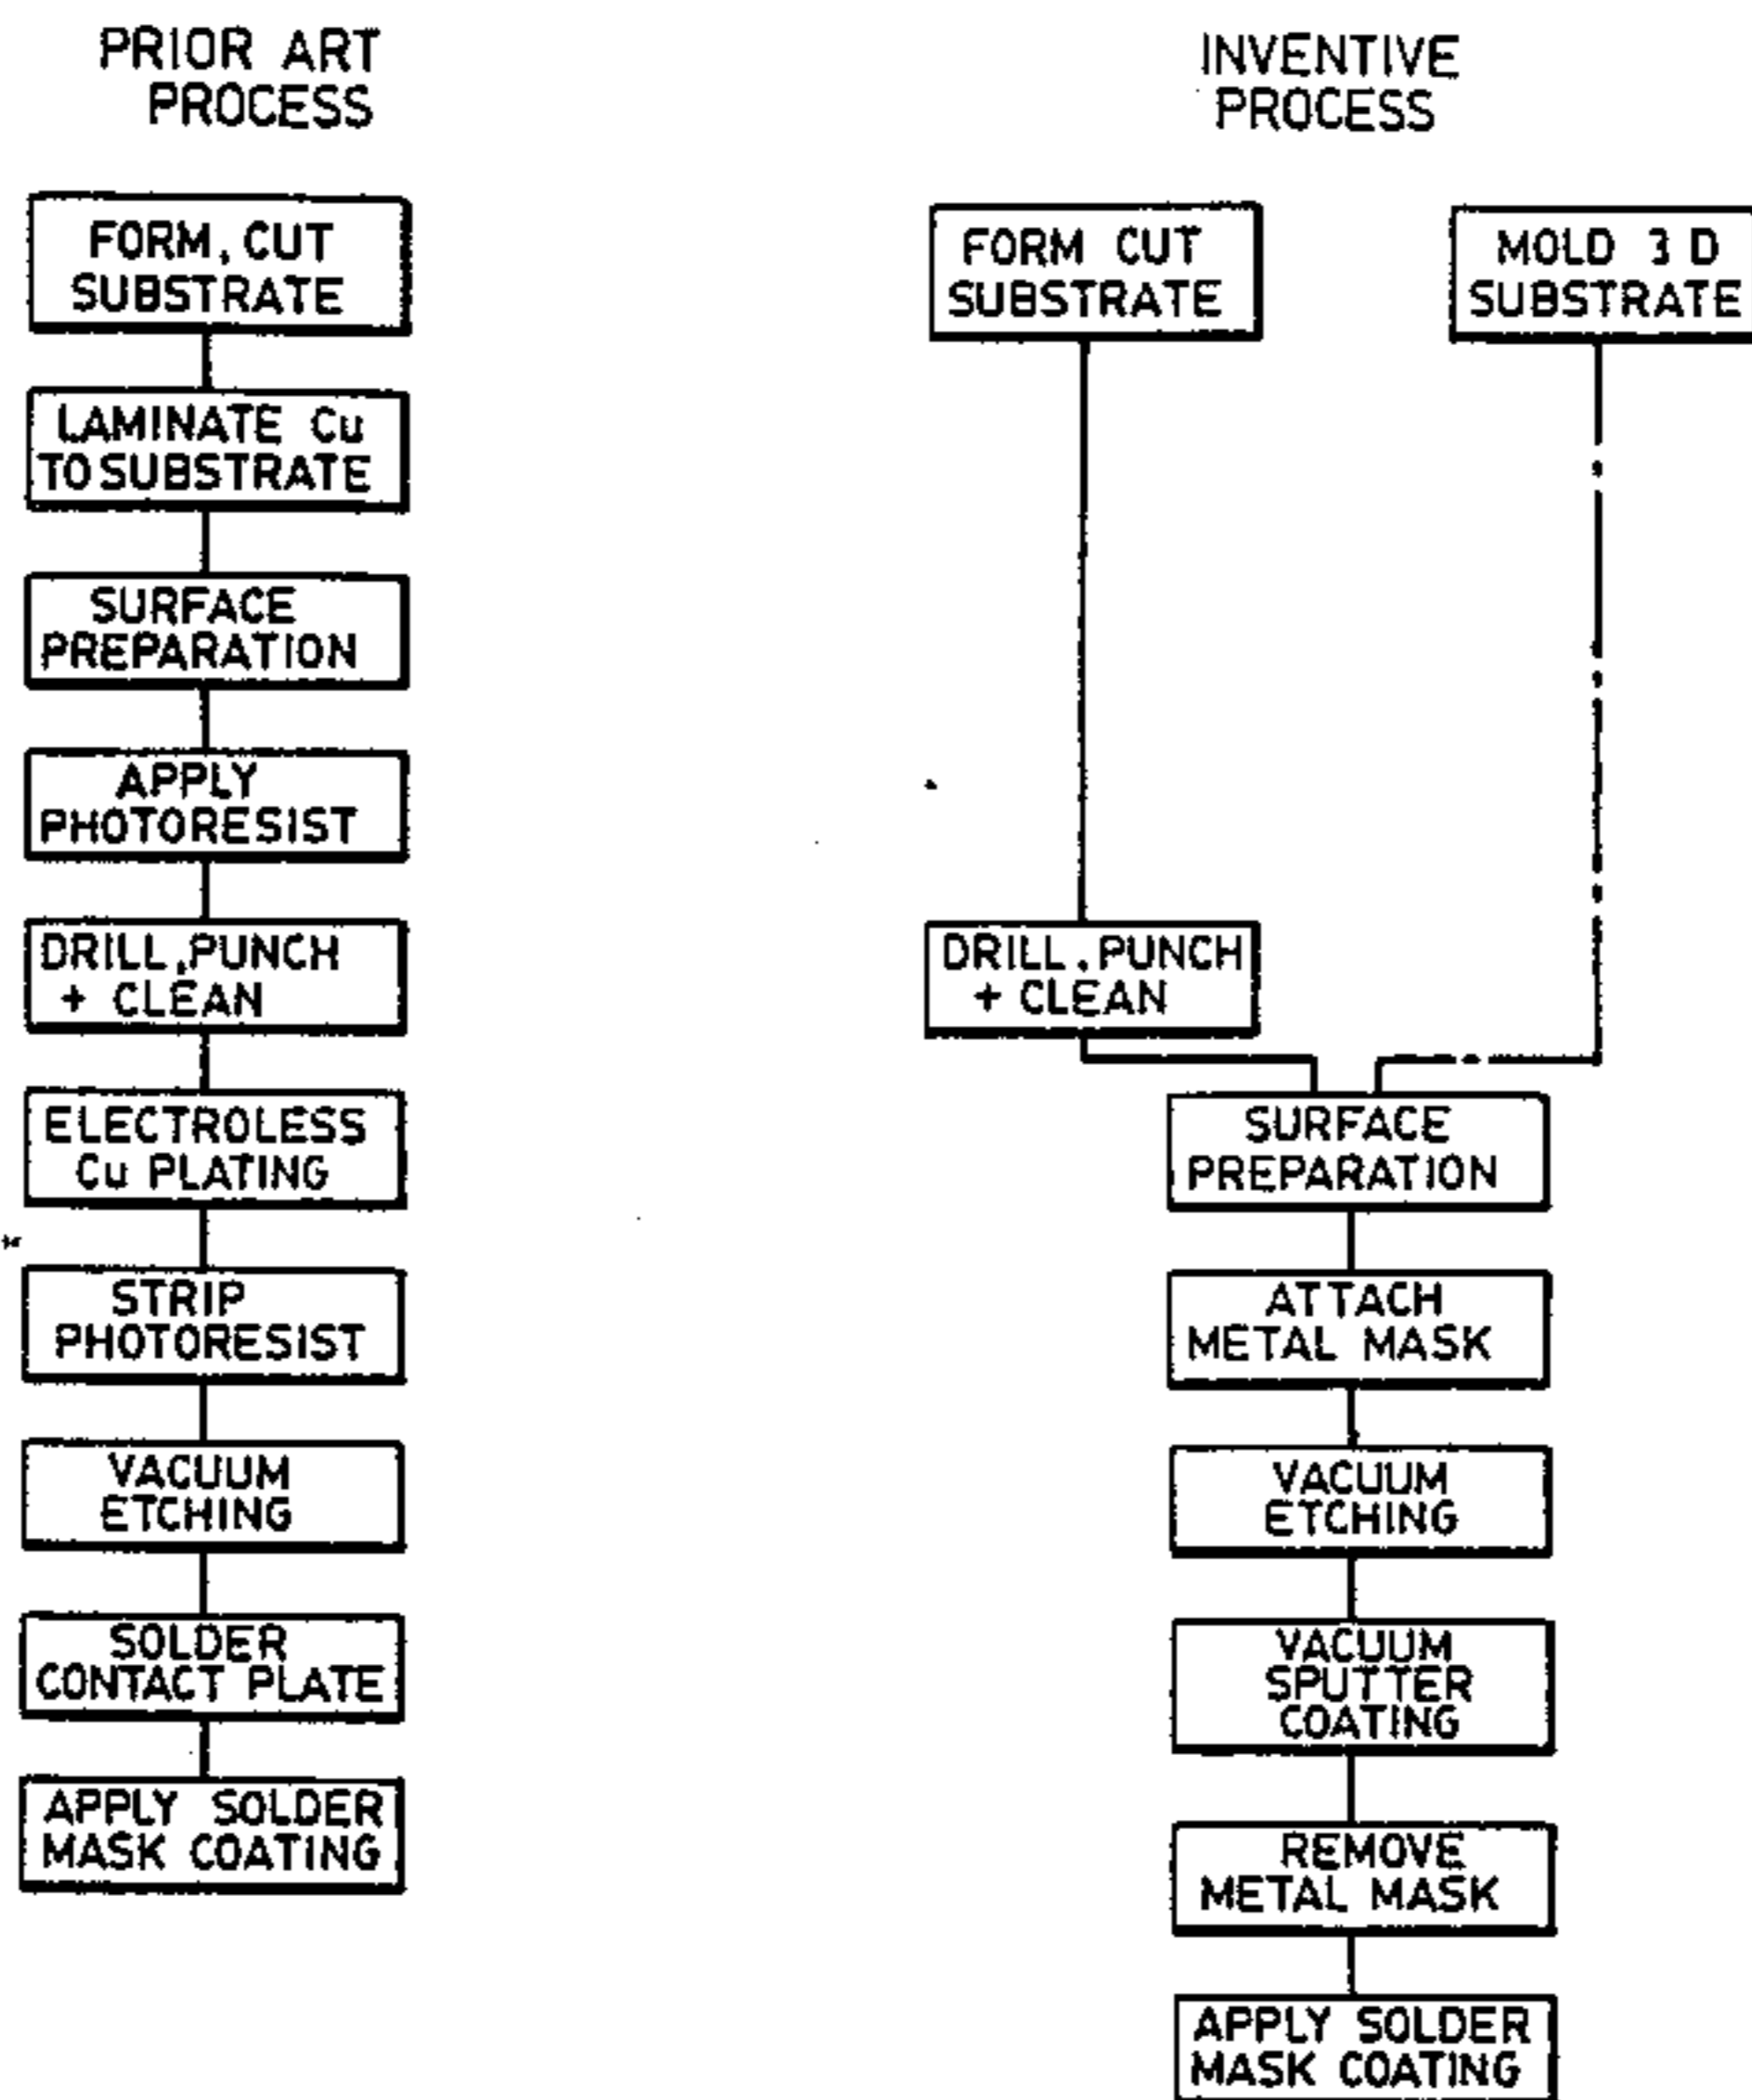 PRIOR ART
PROCESS
FORM, CUT
SUBSTRATE
LAMINATE Cu
TO SUBSTRATE
SURFACE
PREPARATION
APPLY
PHOTORESIST
DRILL, PUNCH
+ CLEAN
ELECTROLESS
Cu PLATING
STRIP
PHOTORESIST
VACUUM
ETCHING
SOLDER
CONTACT PLATE
APPLY SOLDER
MASK COATING
INVENTIVE
PROCESS
FORM CUT
SUBSTRATE
MOLD 3 D
SUBSTRATE
DRILL, PUNCH
+ CLEAN
SURFACE
PREPARATION
ATTACH
METAL MASK
VACUUM
ETCHING
VACUUM
SPUTTER
COATING
REMOVE
METAL MASK
APPLY SOLDER
MASK COATING